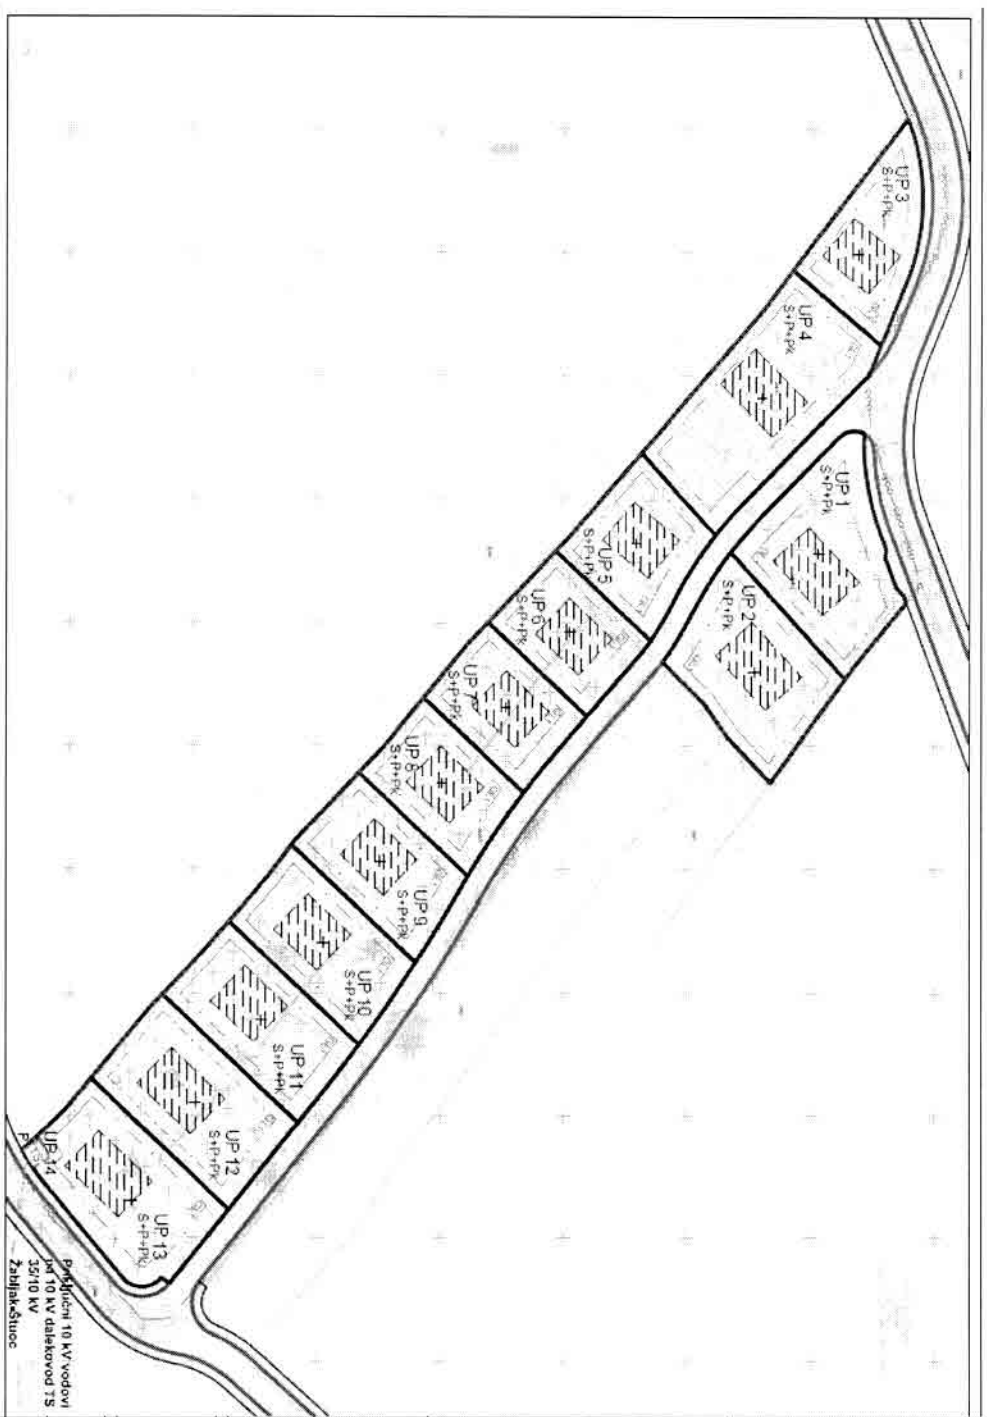 UP 3
S+P+Pk
UP 4
S+P+Pk
UP 1
S+P+Pk
UP 2
S+P+Pk
UP 5
S+P+Pk
UP 6
S+P+Pk
UP 7
S+P+Pk
UP 8
S+P+Pk
UP 9
S+P+Pk
UP 10
S+P+Pk
UP 11
S+P+Pk
UP 12
S+P+Pk
UP 13
S+P+Pk
UP 14
Priključni 10 kV vodovi
10 kV dalekovod TS
35/10 kV
Žabljak-Štuoc